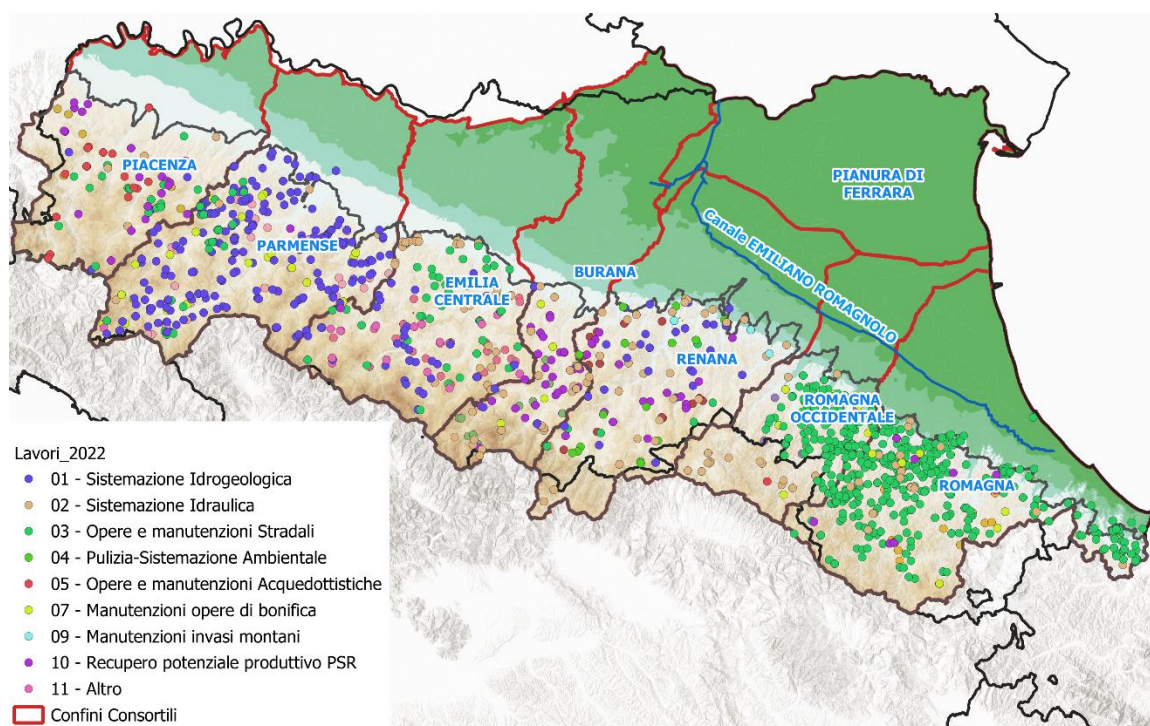 PIACENZA
PARMENSE
EMILIA
CENTRALE
BURANA
RENANA
PIANURA DI
FERRARA
Canale EMILIANO ROMAGNOLO
ROMAGNA
OCCIDENTALE
ROMAGNA
Lavori_2022
01 - Sistemazione Idrogeologica
02 - Sistemazione Idraulica
03 - Opere e manutenzioni Stradali
04 - Pulizia-Sistemazione Ambientale
05 - Opere e manutenzioni Acquedottistiche
07 - Manutenzioni opere di bonifica
09 - Manutenzioni invasi montani
10 - Recupero potenziale produttivo PSR
11 - Altro
Confini Consortili